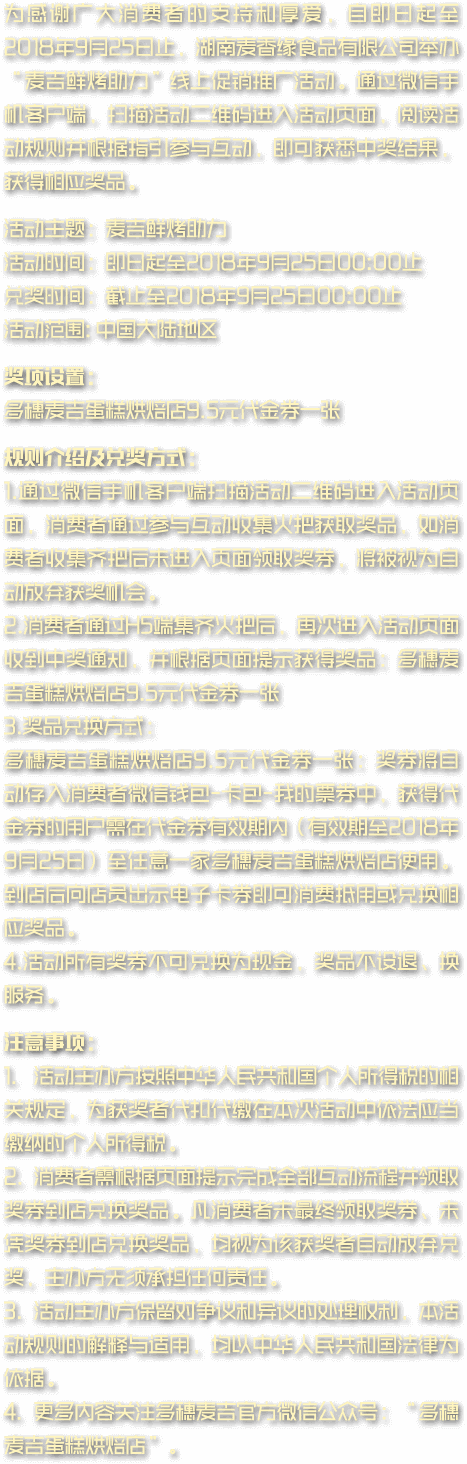 为感谢广大消费者的支持和厚爱，自即日起至
2018年9月25日止，湖南麦香缘食品有限公司举办
“麦吉鲜烤助力”线上促销推广活动。通过微信手
机客户端，扫描活动二维码进入活动页面，阅读活
动规则并根据指引参与互动，即可获悉中奖结果，
获得相应奖品。
活动主题：麦吉鲜烤助力
活动时间：即日起至2018年9月25日00:00止
兑奖时间：截止至2018年9月25日00:00止
活动范围：中国大陆地区
奖项设置：
多穗麦吉蛋糕烘焙店9.5元代金券一张
规则介绍及兑奖方式：
1.通过微信手机客户端扫描活动二维码进入活动页
面，消费者通过参与互动收集火把获取奖品，如消
费者收集齐把后未进入页面领取奖券，将被视为自
动放弃获奖机会。
2.消费者通过H5端集齐火把后，再次进入活动页面
收到中奖通知，并根据页面提示获得奖品：多穗麦
吉蛋糕烘焙店9.5元代金券一张
3.奖品兑换方式：
多穗麦吉蛋糕烘焙店9.5元代金券一张：奖券将自
动存入消费者微信钱包-卡包-我的票券中，获得代
金券的用户需在代金券有效期内（有效期至2018年
9月25日）至任意一家多穗麦吉蛋糕烘焙店使用。
到店后向店员出示电子卡券即可消费抵用或兑换相
应奖品。
4.活动所有奖券不可兑换为现金，奖品不设退、换
服务。
注意事项：
1、活动主办方按照中华人民共和国个人所得税的相
关规定，为获奖者代扣代缴在本次活动中依法应当
缴纳的个人所得税。
2、消费者需根据页面提示完成全部互动流程并领取
奖券到店兑换奖品。凡消费者未最终领取奖券、未
凭奖券到店兑换奖品，均视为该获奖者自动放弃兑
奖，主办方无须承担任何责任。
3、活动主办方保留对争议和异议的处理权利，本活
动规则的解释与适用，均以中华人民共和国法律为
依据。
4、更多内容关注多穗麦吉官方微信公众号：“多穗
麦吉蛋糕烘焙店”。